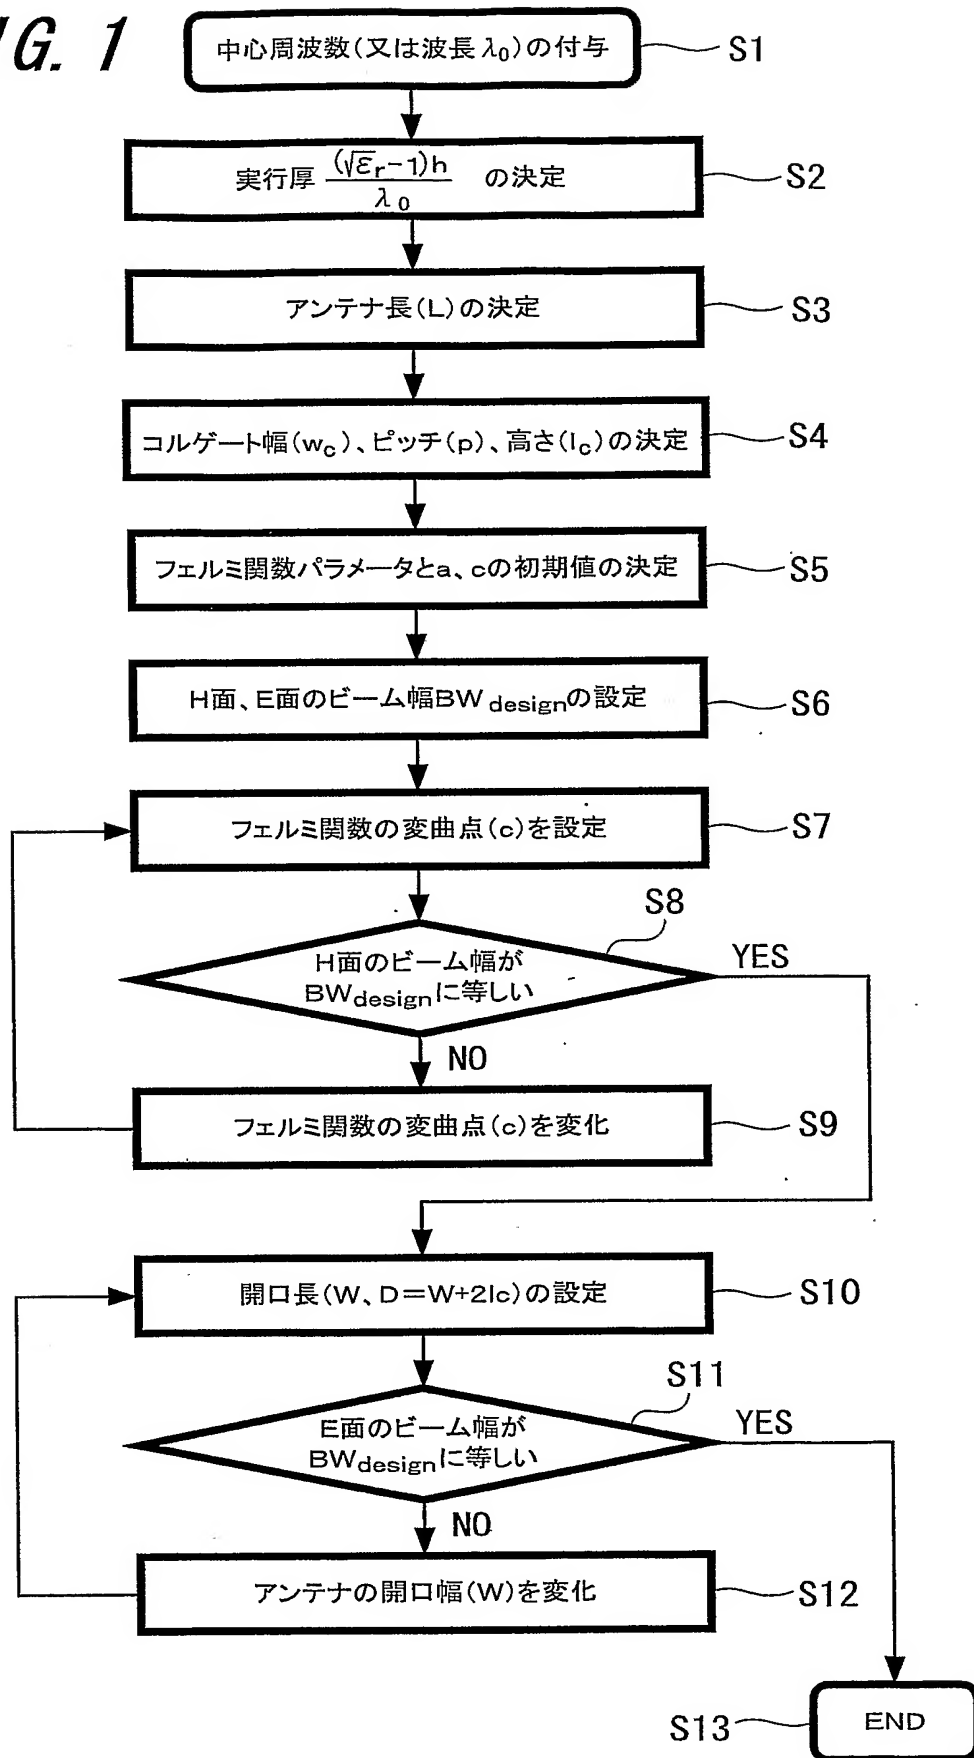 IG. 1
中心周波数(又は波長λ₀)の付与
S1
実行厚 (√εr-1)h/λ₀ の決定
S2
アンテナ長(L)の決定
S3
コルゲート幅(wc)、ピッチ(p)、高さ(lc)の決定
S4
フェルミ関数パラメータとa、cの初期値の決定
S5
H面、E面のビーム幅BW designの設定
S6
フェルミ関数の変曲点(c)を設定
S7
S8
H面のビーム幅が
BWdesignに等しい
YES
NO
フェルミ関数の変曲点(c)を変化
S9
開口長(W、D=W+2lc)の設定
S10
S11
E面のビーム幅が
BWdesignに等しい
YES
NO
アンテナの開口幅(W)を変化
S12
S13
END